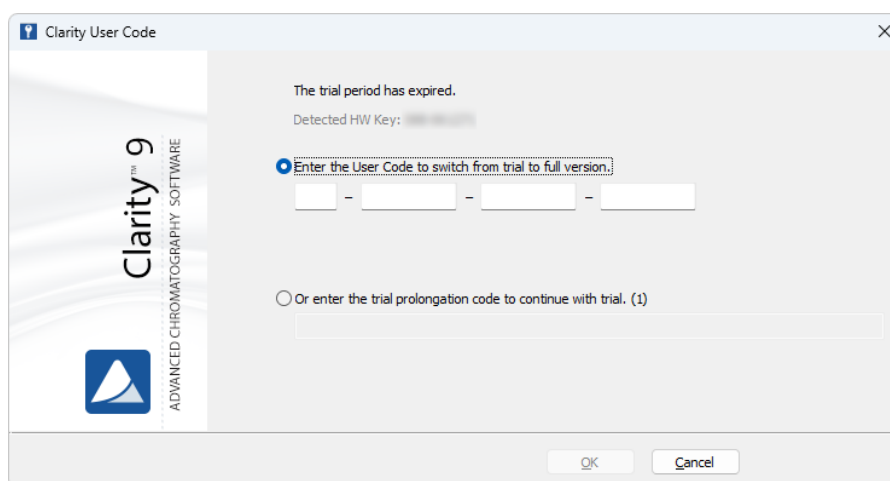 Clarity User Code
The trial period has expired.
Detected HW Key:
Enter the User Code to switch from trial to full version.
– – –
Or enter the trial prolongation code to continue with trial. (1)
Clarity™ 9
ADVANCED CHROMATOGRAPHY SOFTWARE
OK
Cancel